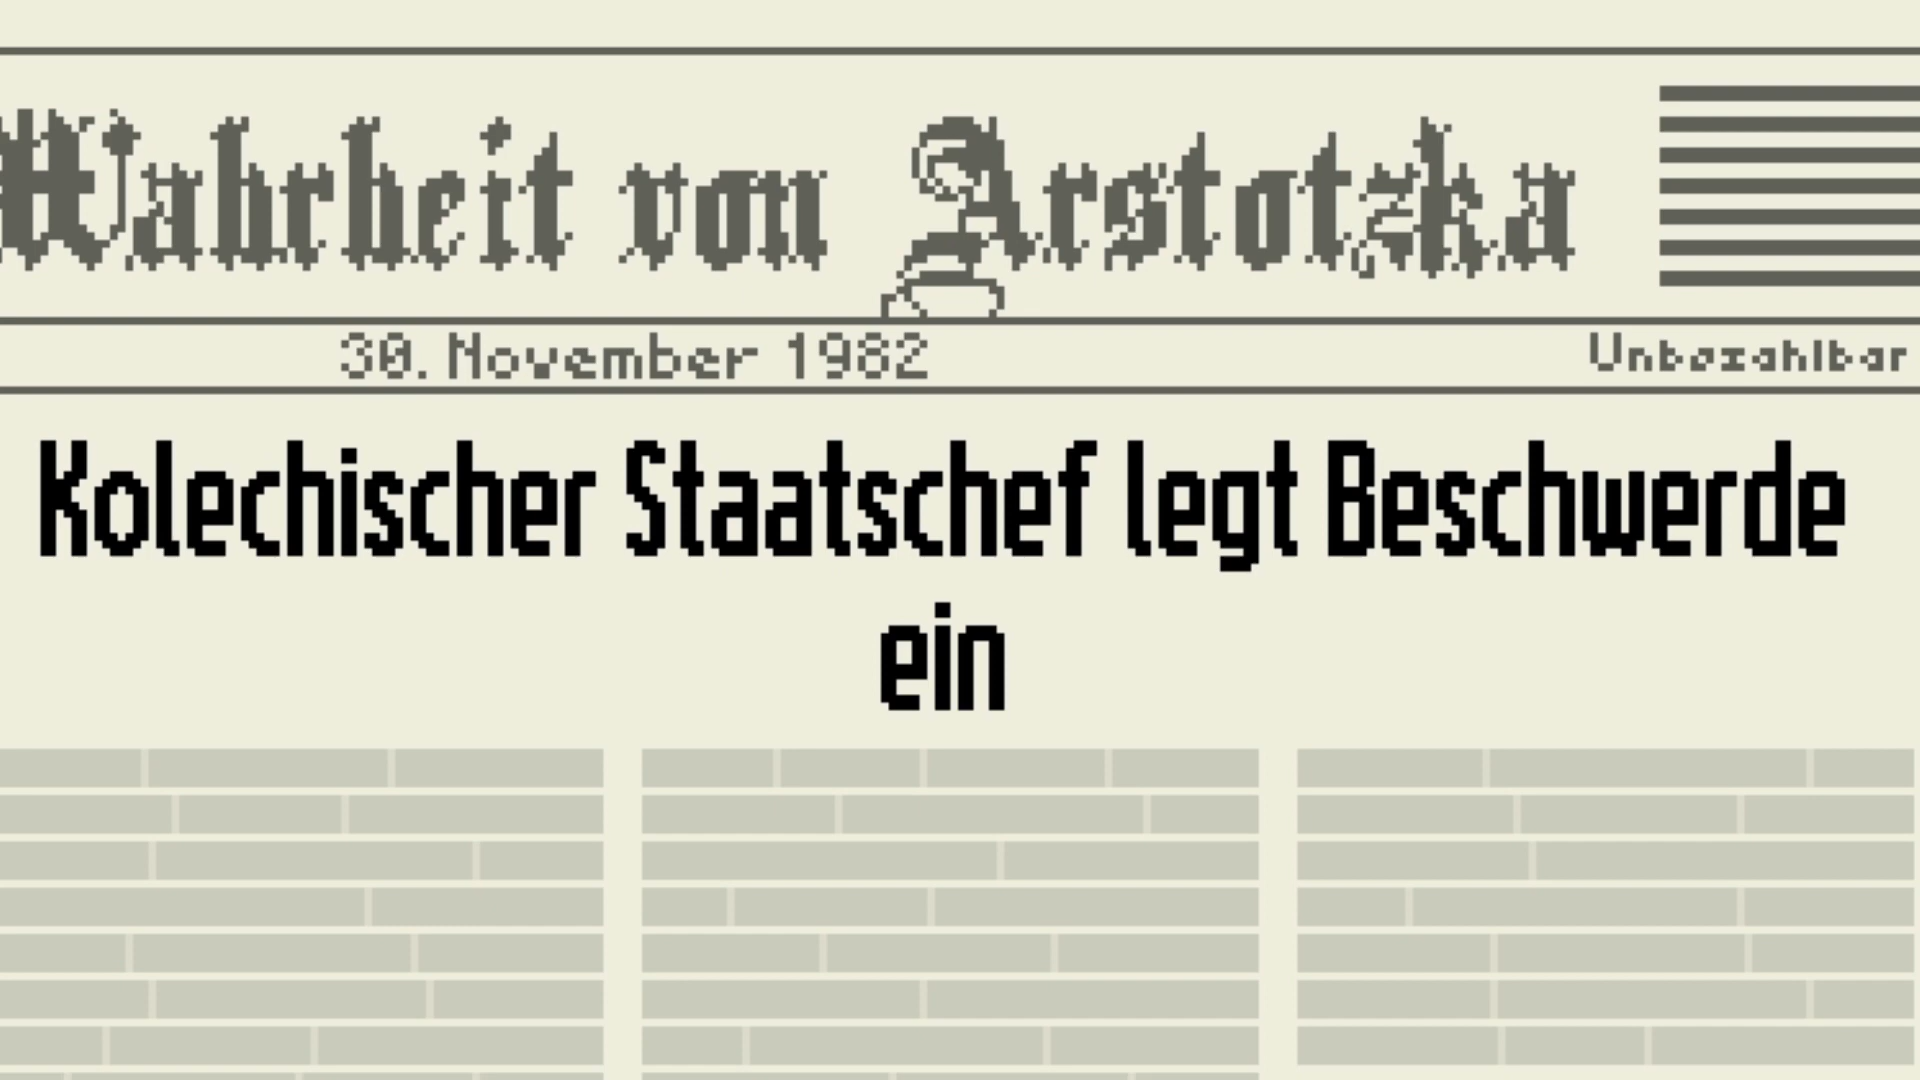 Wahrheit von Arstotzka
30. November 1982
Unbezahlbar
Kolechischer Staatschef legt Beschwerde
ein